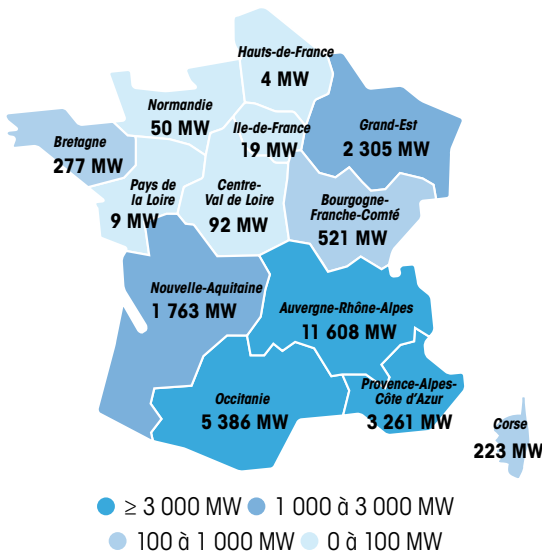 Hauts-de-France
4 MW
Normandie
50 MW
Ile-de-France
19 MW
Grand-Est
2 305 MW
Bretagne
277 MW
Pays de
la Loire
9 MW
Centre-
Val de Loire
92 MW
Bourgogne-
Franche-Comté
521 MW
Nouvelle-Aquitaine
1 763 MW
Auvergne-Rhône-Alpes
11 608 MW
Occitanie
5 386 MW
Provence-Alpes-
Côte d'Azur
3 261 MW
Corse
223 MW
≥ 3 000 MW
1 000 à 3 000 MW
100 à 1 000 MW
0 à 100 MW